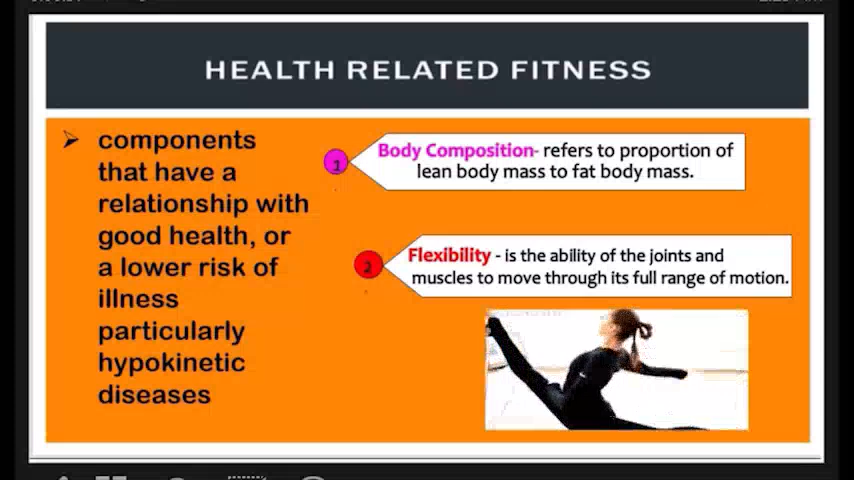 HEALTH RELATED FITNESS
components
that have a
relationship with
good health, or
a lower risk of
illness
particularly
hypokinetic
diseases
1
Body Composition- refers to proportion of
lean body mass to fat body mass.
2
Flexibility - is the ability of the joints and
muscles to move through its full range of motion.